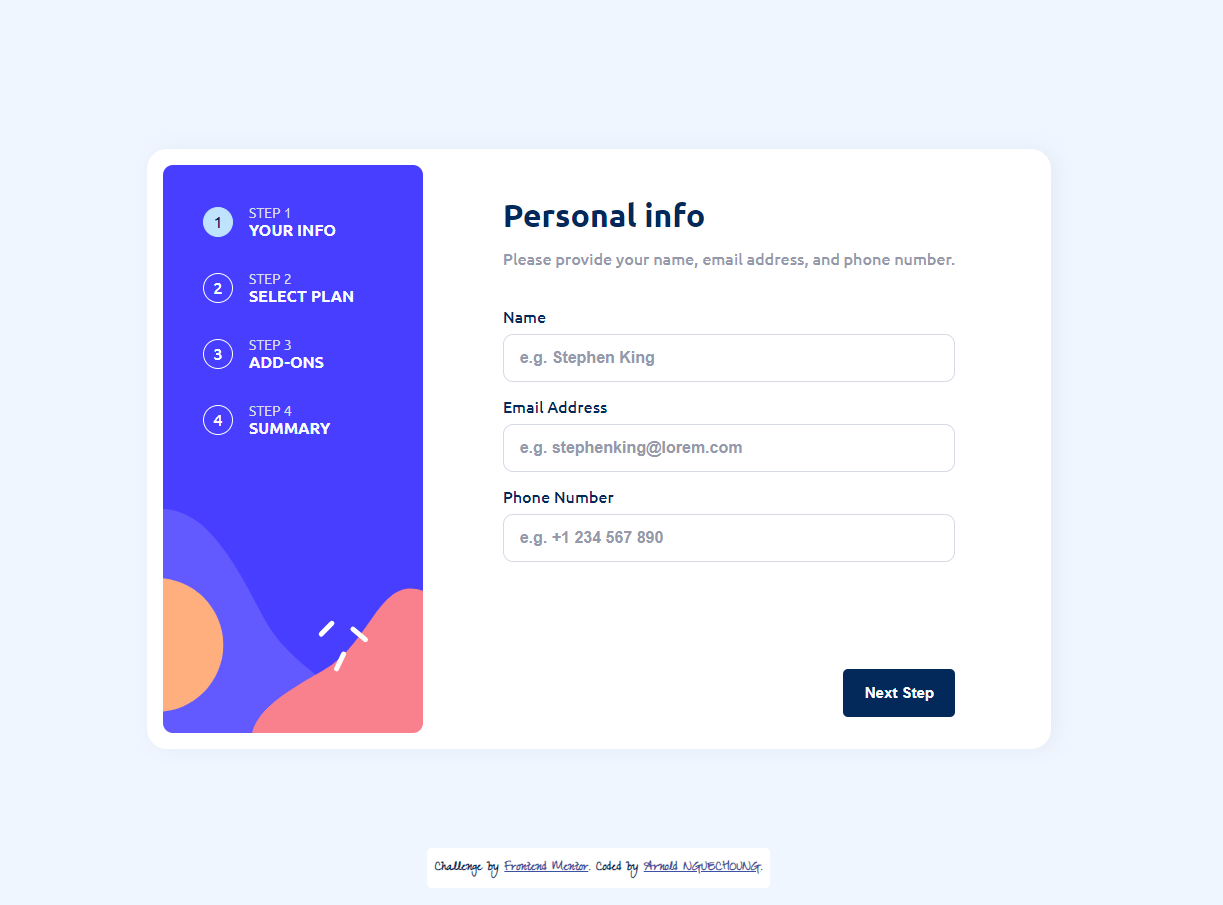 1
STEP 1
YOUR INFO
2
STEP 2
SELECT PLAN
3
STEP 3
ADD-ONS
4
STEP 4
SUMMARY
Personal info
Please provide your name, email address, and phone number.
Name
e.g. Stephen King
Email Address
e.g. stephenking@lorem.com
Phone Number
e.g. +1 234 567 890
Next Step
Challenge by Frontend Mentor. Coded by Arnold NGUECHOUNG.